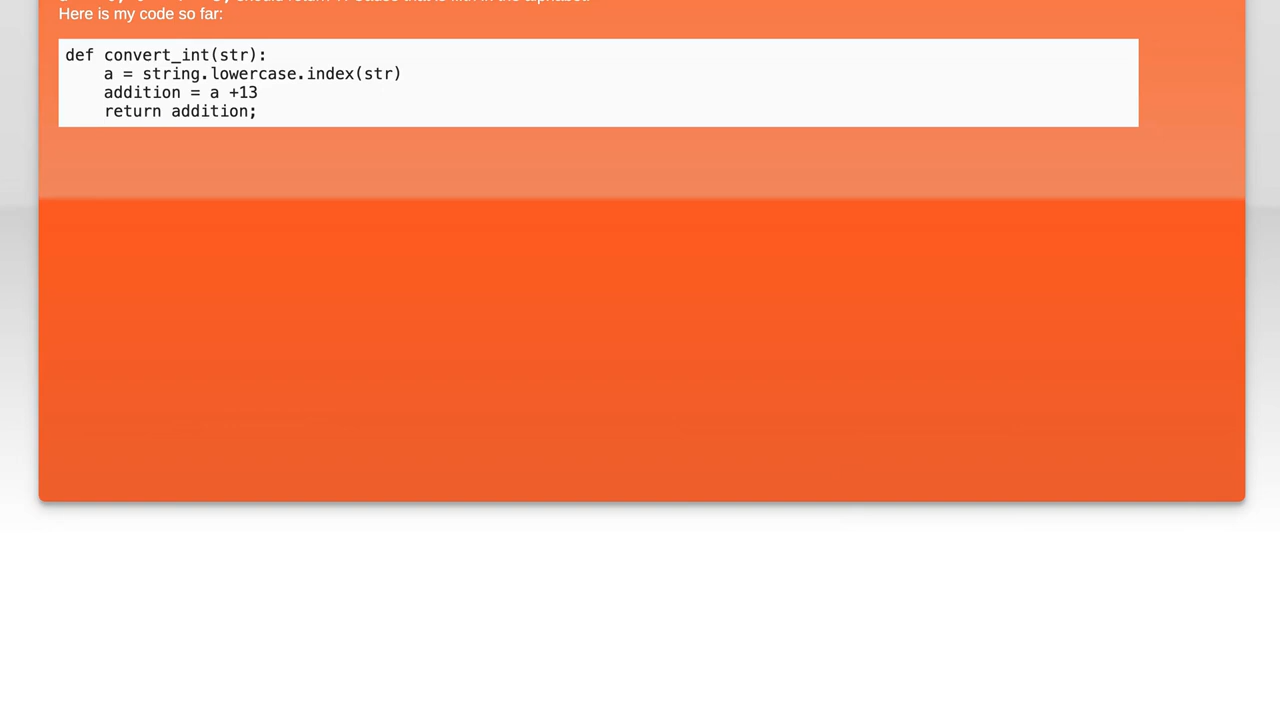 Here is my code so far:
def convert_int(str):
    a = string.lowercase.index(str)
    addition = a +13
    return addition;